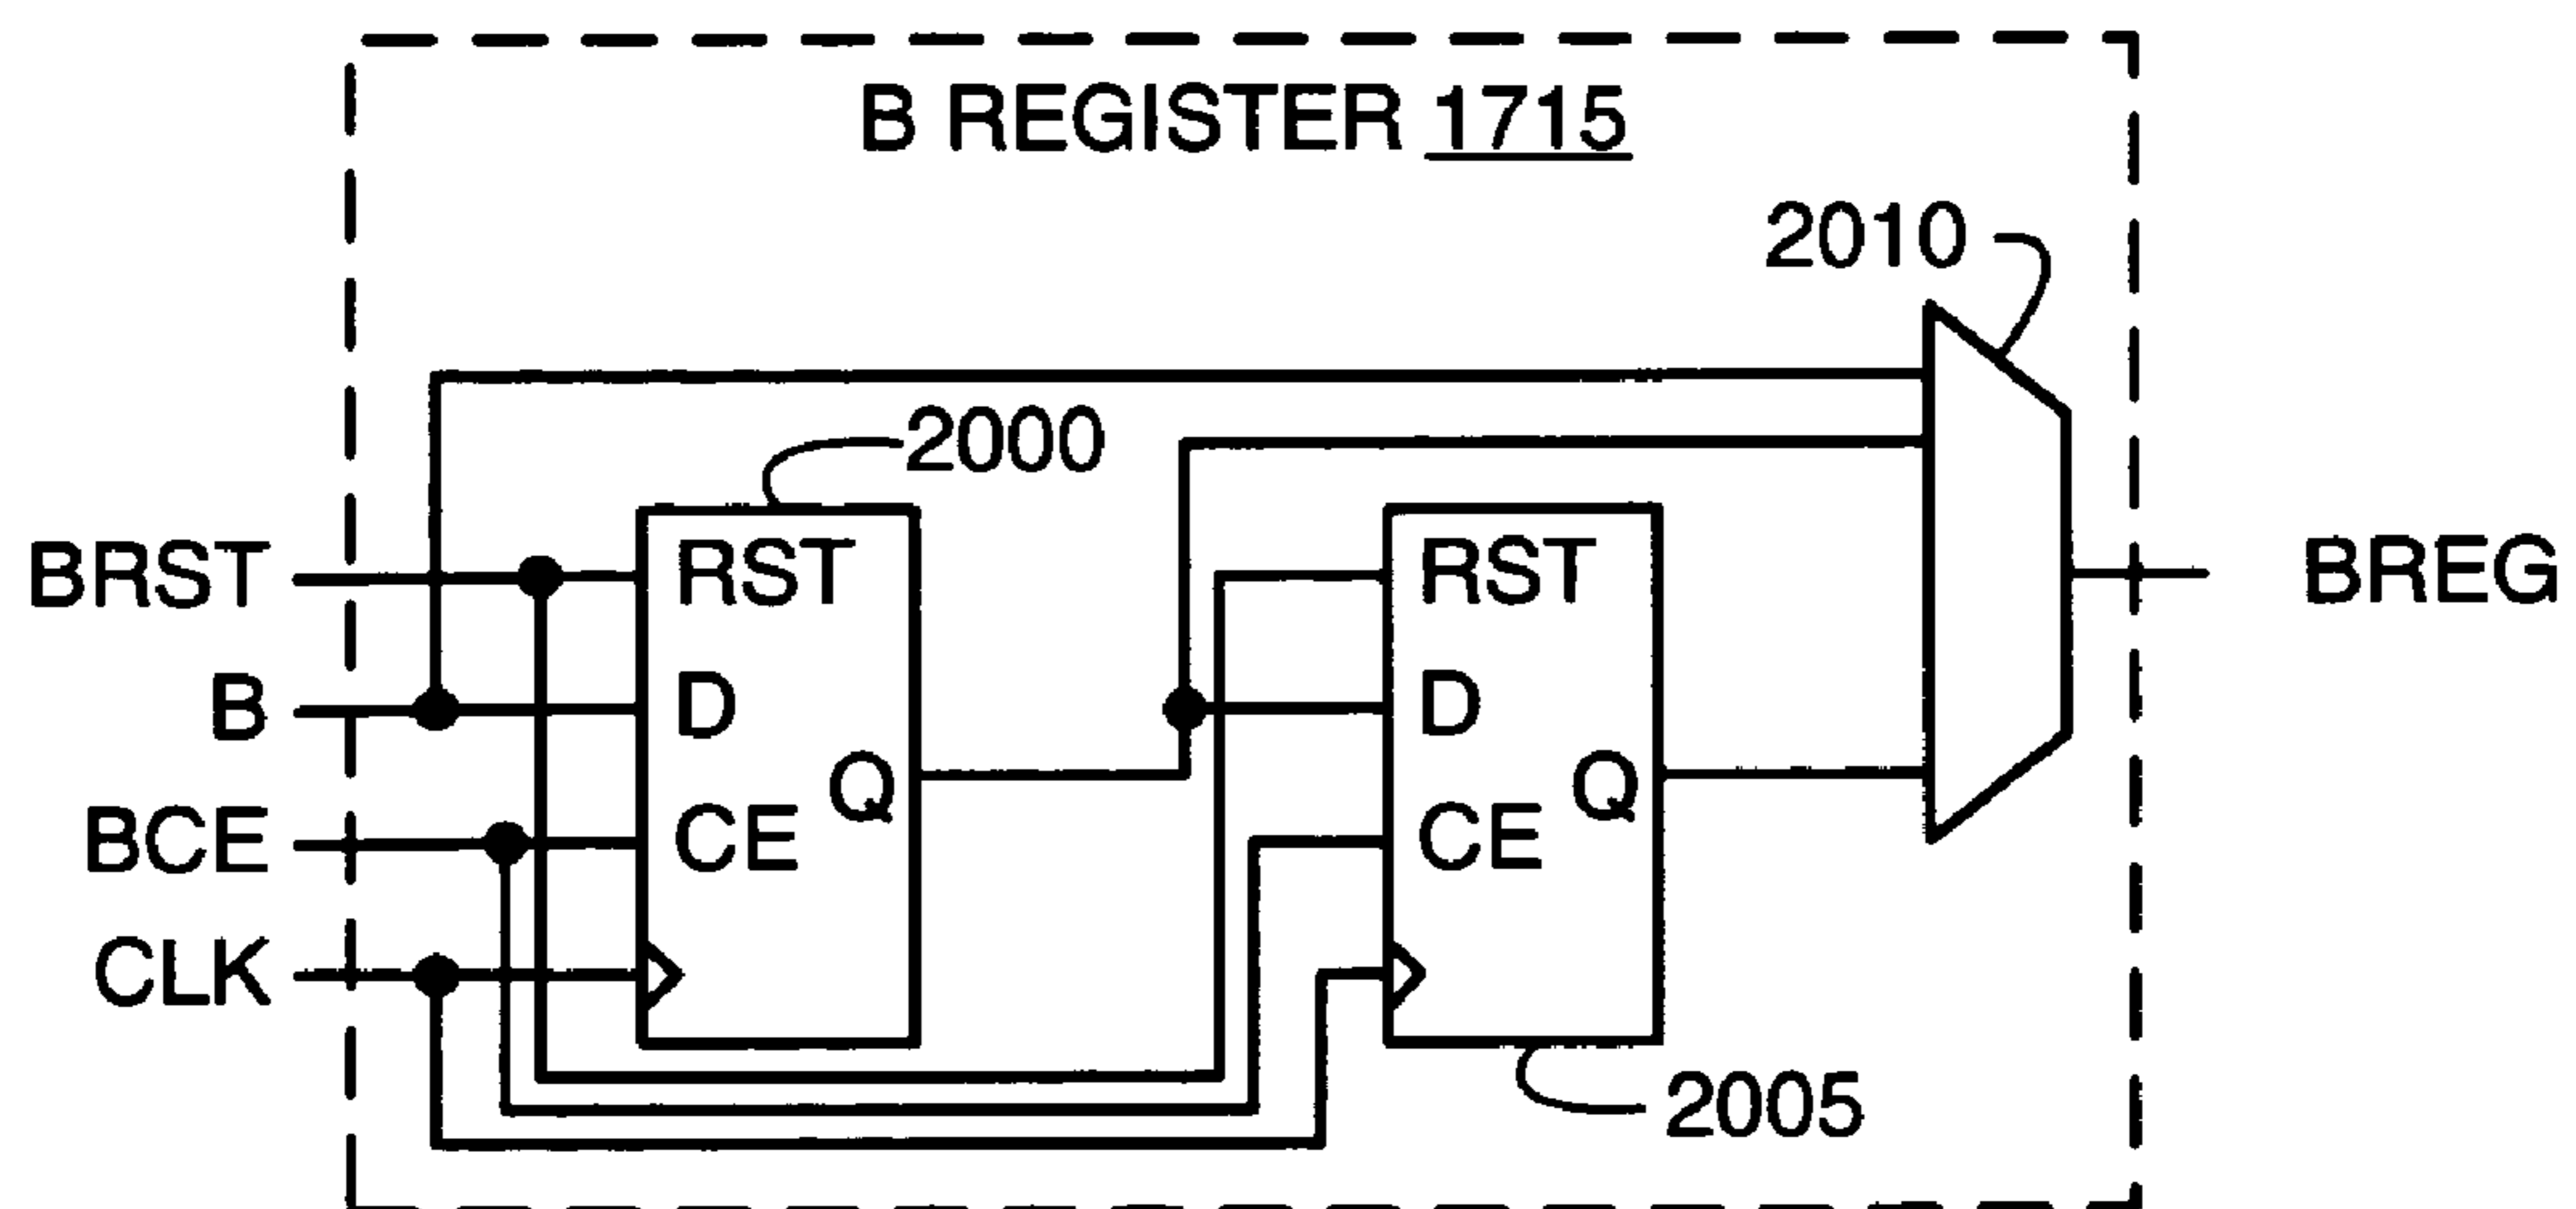 B REGISTER 1715
2010
2000
BRST
RST
RST
BREG
B
D
D
Q
Q
BCE
CE
CE
CLK
2005